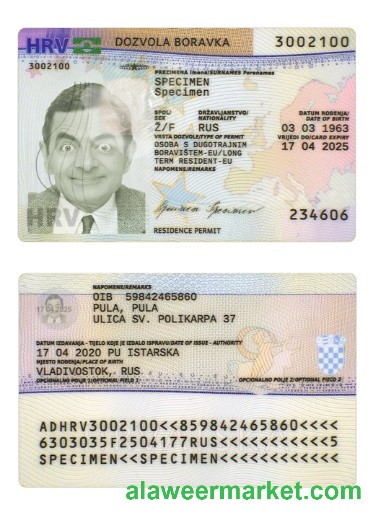 HRV DOZVOLA BORAVKA 3002100
3002100
PREZIMENA Imena/SURNAMES Forenames
SPECIMEN
Specimen
SPOL/ DRŽAVLJANSTVO/ DATUM ROĐENJA/
SEX NATIONALITY DATE OF BIRTH
Ž/F RUS 03 03 1963
VRSTA DOZVOLE/TYPE OF PERMIT VRIJEDI DO/CARD EXPIRY
OSOBA S DUGOTRAJNIM 17 04 2025
BORAVIŠTEM-EU/LONG
TERM RESIDENT-EU
NAPOMENE/REMARKS
HRV
Specimen Specimen
234606
RESIDENCE PERMIT
NAPOMENE/REMARKS
OIB 59842465860
17 04 2025
PULA, PULA
ULICA SV. POLIKARPA 37
DATUM IZDAVANJA - TIJELO KOJE JE IZDALO ISPRAVU/DATE OF ISSUE - AUTHORITY
17 04 2020 PU ISTARSKA
MJESTO ROĐENJA/PLACE OF BIRTH
VLADIVOSTOK, RUS
OPCIONALNO POLJE 1/OPTIONAL FIELD 1 OPCIONALNO POLJE 2/OPTIONAL FIELD 2
ADHRV3002100<<859842465860<<<<
6303035F2504177RUS<<<<<<<<<<<5
SPECIMEN<<SPECIMEN<<<<<<<<<<<<
alaweermarket.com